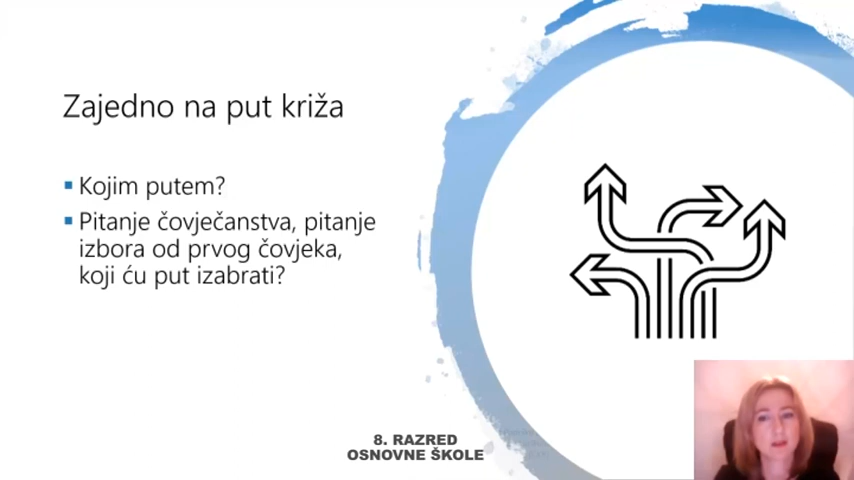 Zajedno na put križa
Kojim putem?
Pitanje čovječanstva, pitanje
izbora od prvog čovjeka,
koji ću put izabrati?
8. RAZRED
OSNOVNE ŠKOLE